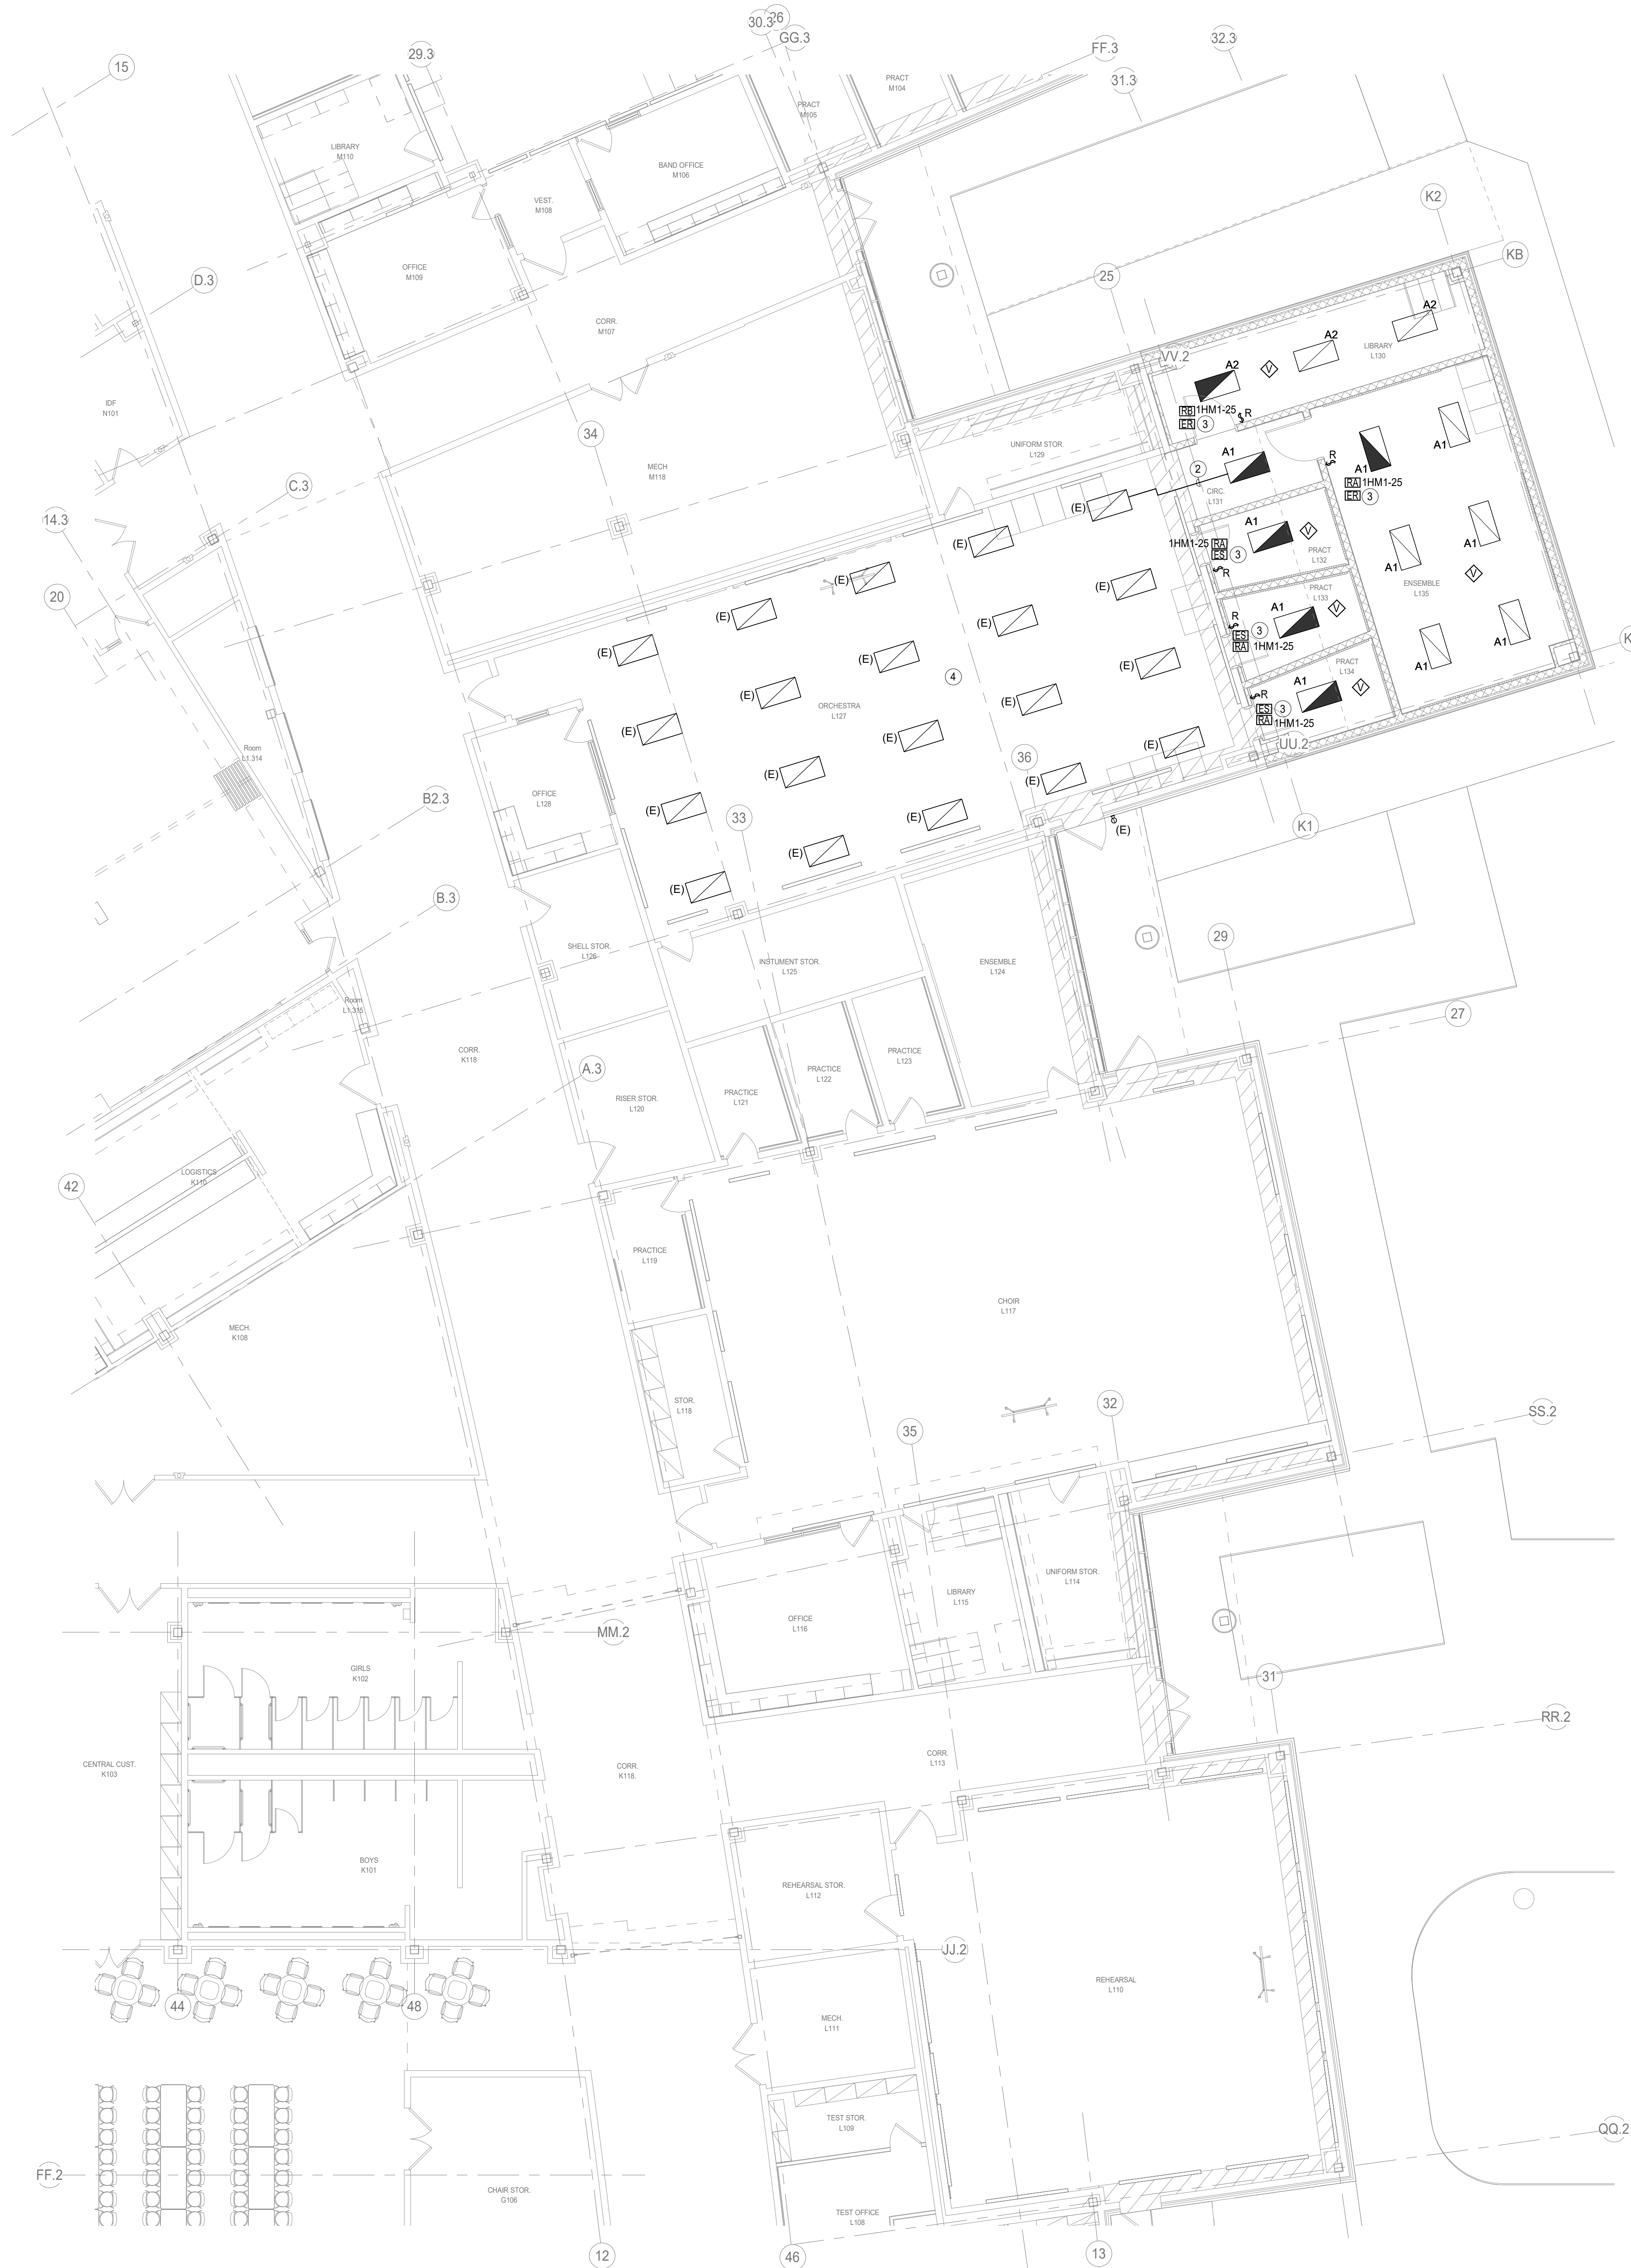 30.3
26
GG.3
FF.3
32.3
15
29.3
31.3
PRACT
M104
PRACT
M105
LIBRARY
M110
BAND OFFICE
M106
VEST.
M108
K2
KB
D.3
OFFICE
M109
25
CORR.
M107
A2
A2
LIBRARY
L130
VV.2
A2
IDF
N101
RB 1HM1-25
ER 3
R
34
UNIFORM STOR.
L129
MECH
M118
C.3
14.3
2
CIRC.
L131
A1
A1
R
A1
RA 1HM1-25
ER 3
(E)
(E)
(E)
(E)
(E)
A1
1HM1-25 RA
ES 3
R
V
V
PRACT
L132
A1
A1
V
ENSEMBLE
L135
20
(E)
(E)
(E)
(E)
(E)
PRACT
L133
A1
V
R
ES 3
RA 1HM1-25
A1
A1
K
4
ORCHESTRA
L127
(E)
(E)
(E)
(E)
(E)
PRACT
L134
A1
V
R
ES 3
RA 1HM1-25
UU.2
Room
L1.314
B2.3
OFFICE
L128
33
36
(E)
(E)
(E)
(E)
(E)
K1
(E)
B.3
SHELL STOR.
L126
INSTUMENT STOR.
L125
ENSEMBLE
L124
29
27
Room
L1.315
CORR.
K118
A.3
RISER STOR.
L120
PRACTICE
L121
PRACTICE
L122
PRACTICE
L123
LOGISTICS
K110
42
PRACTICE
L119
CHOIR
L117
MECH.
K108
STOR.
L118
35
32
SS.2
UNIFORM STOR.
L114
LIBRARY
L115
OFFICE
L116
MM.2
GIRLS
K102
31
RR.2
CENTRAL CUST.
K103
CORR.
K118.
CORR.
L113
BOYS
K101
REHEARSAL STOR.
L112
JJ.2
44
48
REHEARSAL
L110
MECH.
L111
TEST STOR.
L109
QQ.2
FF.2
CHAIR STOR.
G106
TEST OFFICE
L108
12
46
13